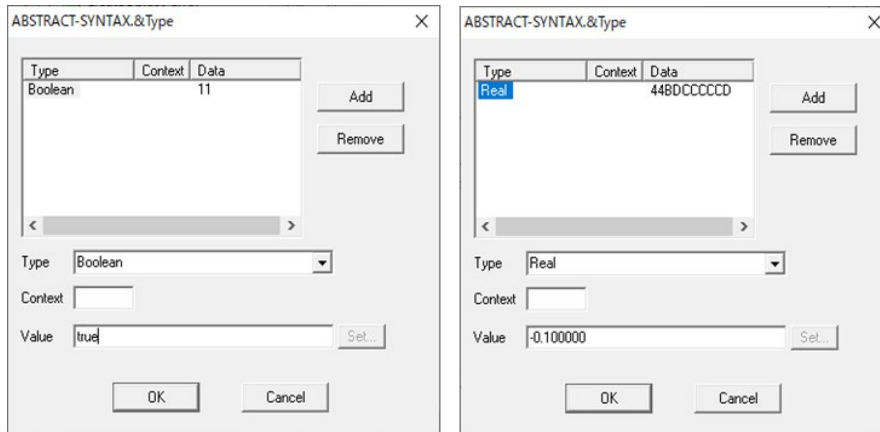 ABSTRACT-SYNTAX.&Type
Type Context Data
Boolean 11
Add
Remove
Type Boolean
Context
Value true Set...
OK Cancel
ABSTRACT-SYNTAX.&Type
Type Context Data
Real 44BDCCCCCD
Add
Remove
Type Real
Context
Value -0.100000 Set...
OK Cancel